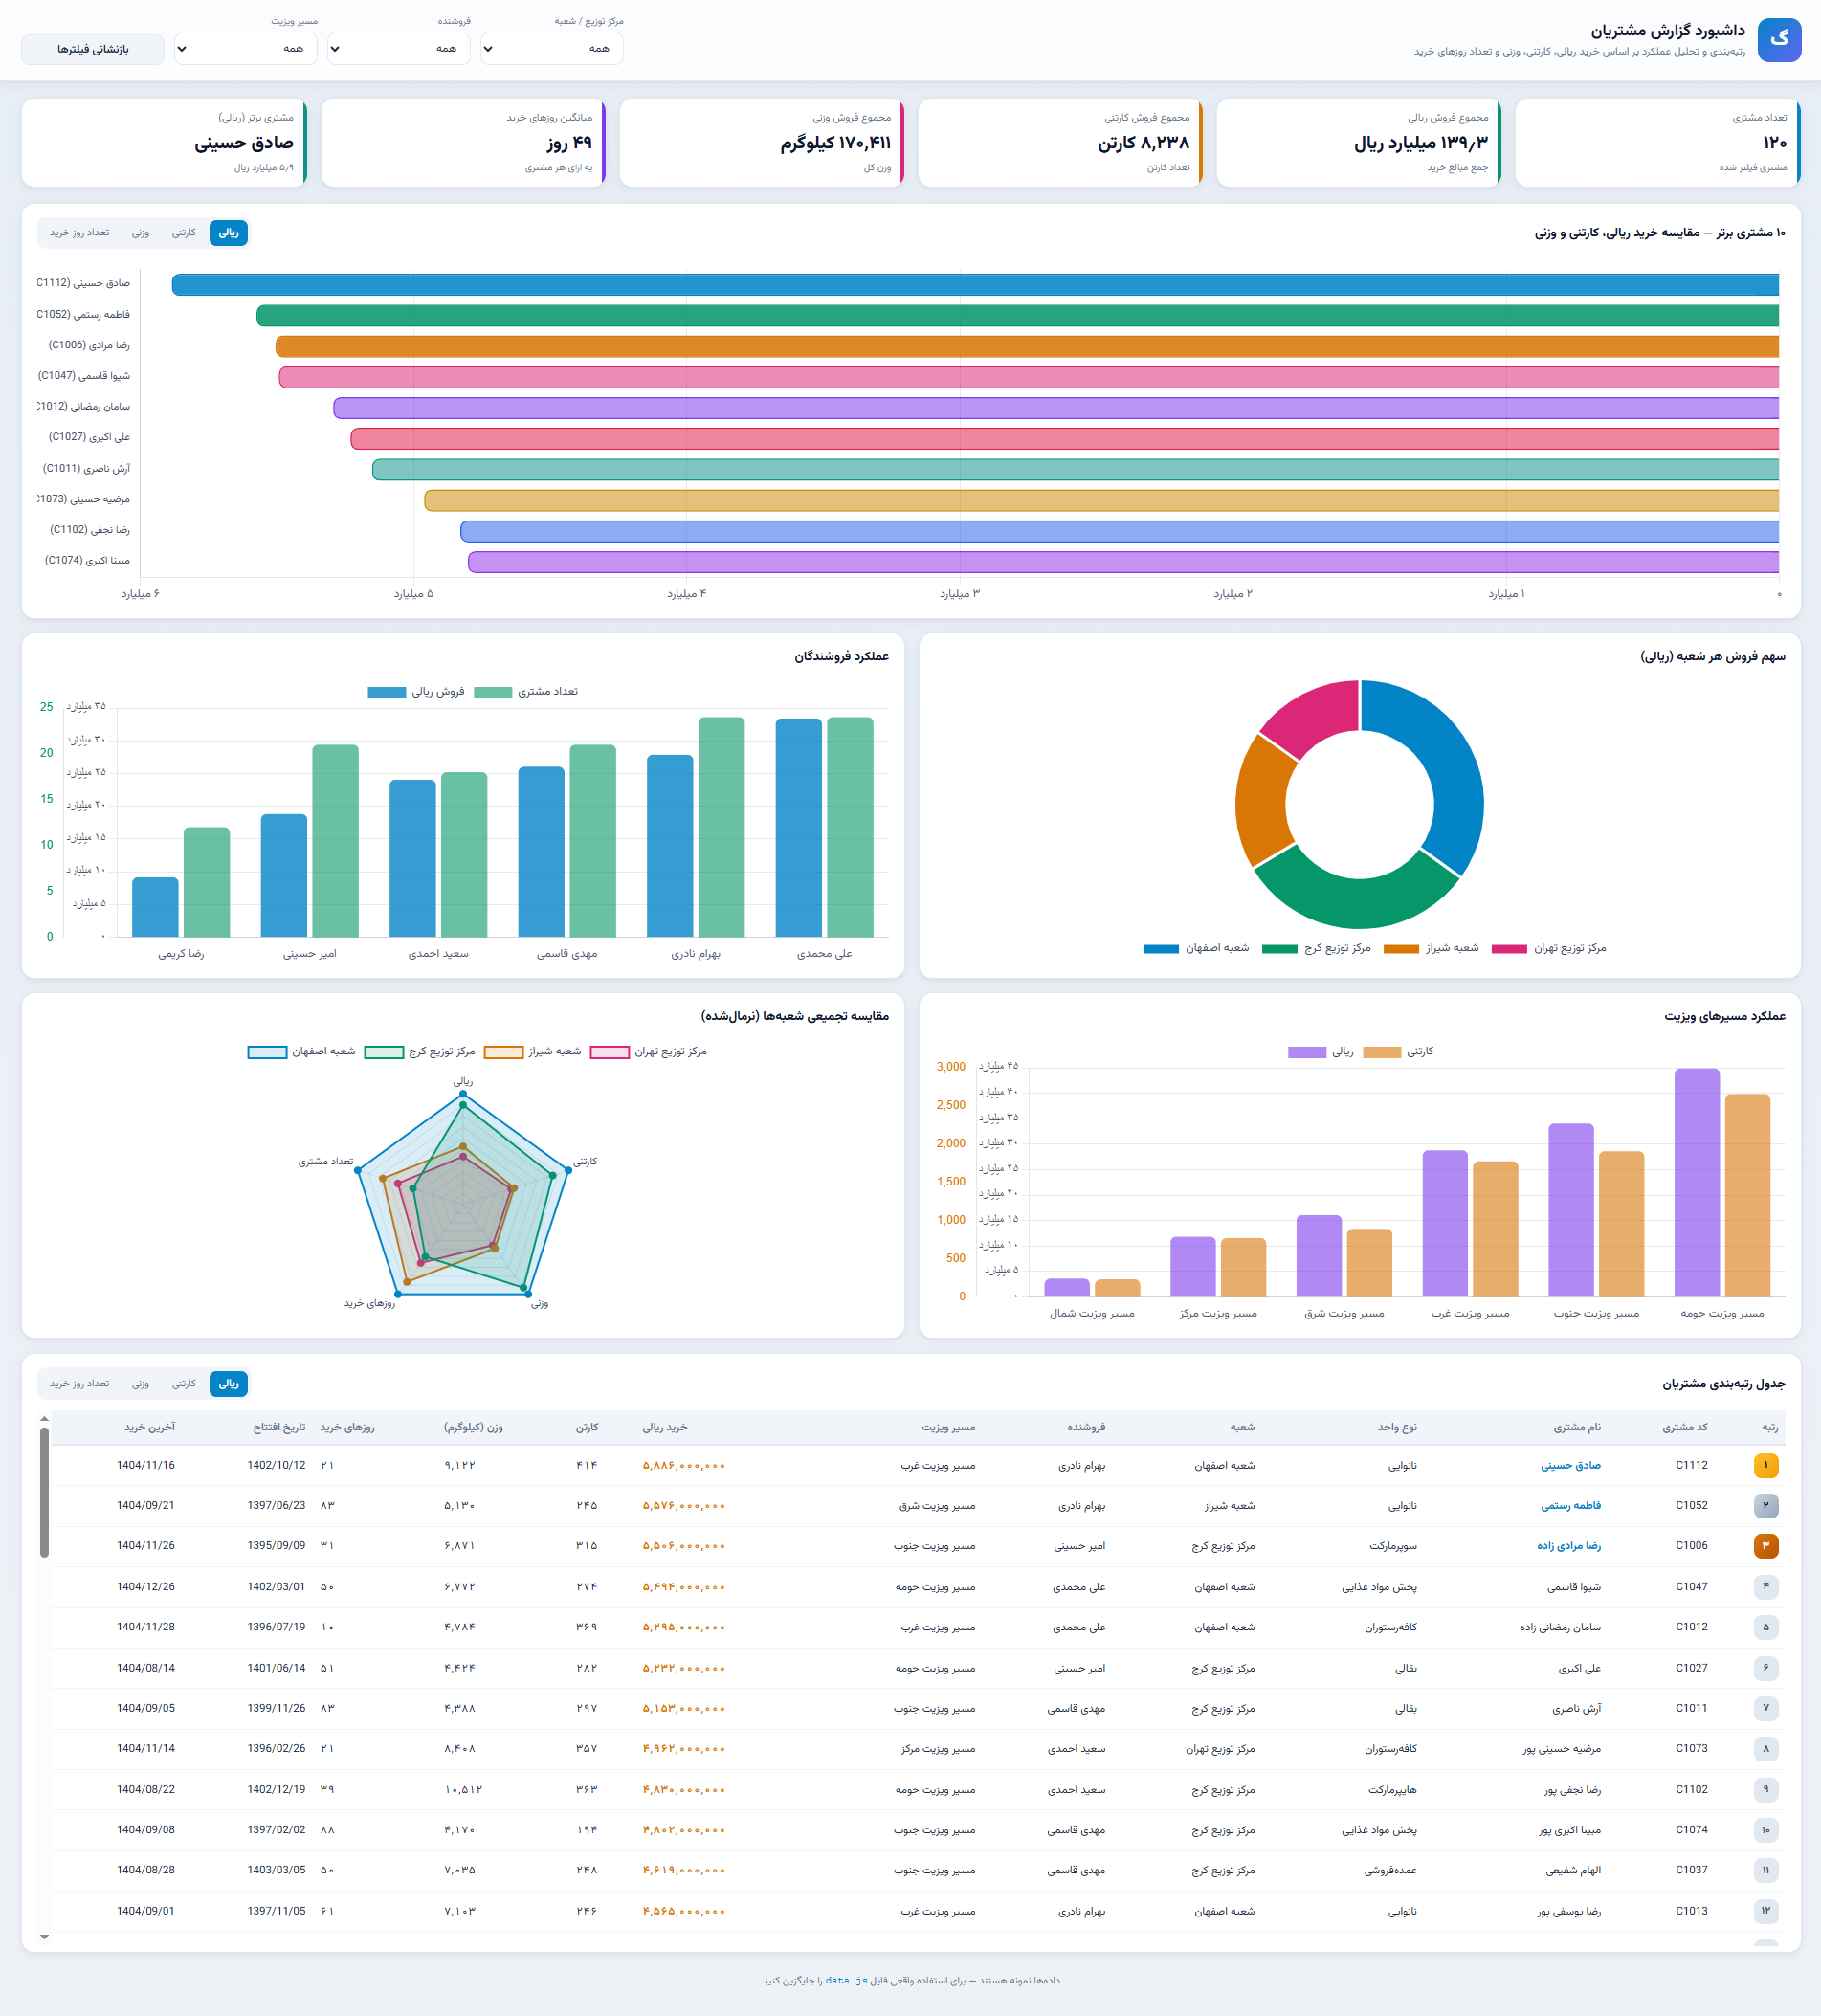 گ
داشبورد گزارش مشتریان
رتبه‌بندی و تحلیل عملکرد بر اساس خرید ریالی، کارتنی، وزنی و تعداد روزهای خرید
مرکز توزیع / شعبه
همه
فروشنده
همه
مسیر ویزیت
همه
بازنشانی فیلترها
تعداد مشتری
۱۲۰
مشتری فیلتر شده
مجموع فروش ریالی
۱۳۹٫۳ میلیارد ریال
جمع مبالغ خرید
مجموع فروش کارتنی
۸,۲۳۸ کارتن
تعداد کارتن
مجموع فروش وزنی
۱۷۰,۴۱۱ کیلوگرم
وزن کل
میانگین روزهای خرید
۴۹ روز
به ازای هر مشتری
مشتری برتر (ریالی)
صادق حسینی
۵٫۹ میلیارد ریال
۱۰ مشتری برتر — مقایسه خرید ریالی، کارتنی و وزنی
ریالی کارتنی وزنی تعداد روز خرید
صادق حسینی (C1112
فاطمه رستمی (C1052
رضا مرادی (C1006)
شیوا قاسمی (C1047)
سامان رمضانی (C1012
علی اکبری (C1027)
آرش ناصری (C1011)
مرضیه حسینی (C1073
رضا نجفی (C1102)
مبینا اکبری (C1074)
۰ ۱ میلیارد ۲ میلیارد ۳ میلیارد ۴ میلیارد ۵ میلیارد ۶ میلیارد
سهم فروش هر شعبه (ریالی)
شعبه اصفهان مرکز توزیع کرج شعبه شیراز مرکز توزیع تهران
عملکرد فروشندگان
فروش ریالی تعداد مشتری
25
20
15
10
5
0
۳۵ میلیارد
۳۰ میلیارد
۲۵ میلیارد
۲۰ میلیارد
۱۵ میلیارد
۱۰ میلیارد
۵ میلیارد
۰
علی محمدی بهرام نادری مهدی قاسمی سعید احمدی امیر حسینی رضا کریمی
عملکرد مسیرهای ویزیت
ریالی کارتنی
3,000
2,500
2,000
1,500
1,000
500
0
۴۵ میلیارد
۴۰ میلیارد
۳۵ میلیارد
۳۰ میلیارد
۲۵ میلیارد
۲۰ میلیارد
۱۵ میلیارد
۱۰ میلیارد
۵ میلیارد
۰
مسیر ویزیت حومه مسیر ویزیت جنوب مسیر ویزیت غرب مسیر ویزیت شرق مسیر ویزیت مرکز مسیر ویزیت شمال
مقایسه تجمیعی شعبه‌ها (نرمال‌شده)
شعبه اصفهان مرکز توزیع کرج شعبه شیراز مرکز توزیع تهران
ریالی
کارتنی
وزنی
روزهای خرید
تعداد مشتری
جدول رتبه‌بندی مشتریان
ریالی کارتنی وزنی تعداد روز خرید
رتبه کد مشتری نام مشتری نوع واحد شعبه فروشنده مسیر ویزیت خرید ریالی کارتن وزن (کیلوگرم) روزهای خرید تاریخ افتتاح آخرین خرید
۱ C1112 صادق حسینی نانوایی شعبه اصفهان بهرام نادری مسیر ویزیت غرب ۵,۸۸۶,۰۰۰,۰۰۰ ۴۱۴ ۹,۱۲۲ ۲۱ 1402/10/12 1404/11/16
۲ C1052 فاطمه رستمی نانوایی شعبه شیراز بهرام نادری مسیر ویزیت شرق ۵,۵۷۶,۰۰۰,۰۰۰ ۲۴۵ ۵,۱۳۰ ۸۳ 1397/06/23 1404/09/21
۳ C1006 رضا مرادی زاده سوپرمارکت مرکز توزیع کرج امیر حسینی مسیر ویزیت جنوب ۵,۵۰۶,۰۰۰,۰۰۰ ۳۱۵ ۶,۸۷۱ ۳۱ 1395/09/09 1404/11/26
۴ C1047 شیوا قاسمی پخش مواد غذایی شعبه اصفهان علی محمدی مسیر ویزیت حومه ۵,۴۹۴,۰۰۰,۰۰۰ ۲۷۴ ۶,۷۷۲ ۵۰ 1402/03/01 1404/12/26
۵ C1012 سامان رمضانی زاده کافه‌رستوران شعبه اصفهان علی محمدی مسیر ویزیت غرب ۵,۲۹۵,۰۰۰,۰۰۰ ۳۶۹ ۴,۷۸۴ ۱۰ 1396/07/19 1404/11/28
۶ C1027 علی اکبری بقالی مرکز توزیع کرج امیر حسینی مسیر ویزیت حومه ۵,۲۳۲,۰۰۰,۰۰۰ ۲۸۲ ۴,۴۲۴ ۵۱ 1401/06/14 1404/08/14
۷ C1011 آرش ناصری بقالی مرکز توزیع کرج مهدی قاسمی مسیر ویزیت جنوب ۵,۱۵۳,۰۰۰,۰۰۰ ۲۹۷ ۴,۳۸۸ ۸۳ 1399/11/26 1404/09/05
۸ C1073 مرضیه حسینی پور کافه‌رستوران مرکز توزیع تهران سعید احمدی مسیر ویزیت مرکز ۴,۹۶۲,۰۰۰,۰۰۰ ۳۵۷ ۸,۴۰۸ ۲۱ 1396/02/26 1404/11/14
۹ C1102 رضا نجفی پور هایپرمارکت مرکز توزیع کرج سعید احمدی مسیر ویزیت حومه ۴,۸۳۰,۰۰۰,۰۰۰ ۳۶۳ ۱۰,۵۱۲ ۳۹ 1402/12/19 1404/08/22
۱۰ C1074 مبینا اکبری پور پخش مواد غذایی مرکز توزیع کرج مهدی قاسمی مسیر ویزیت جنوب ۴,۸۰۲,۰۰۰,۰۰۰ ۱۹۴ ۴,۱۷۰ ۸۸ 1397/02/02 1404/09/08
۱۱ C1037 الهام شفیعی عمده‌فروشی مرکز توزیع کرج مهدی قاسمی مسیر ویزیت جنوب ۴,۶۱۹,۰۰۰,۰۰۰ ۲۴۸ ۷,۰۳۵ ۵۰ 1403/03/05 1404/08/28
۱۲ C1013 رضا یوسفی پور نانوایی شعبه اصفهان بهرام نادری مسیر ویزیت غرب ۴,۵۶۵,۰۰۰,۰۰۰ ۲۴۶ ۷,۱۰۳ ۶۱ 1397/11/05 1404/09/01
داده‌ها نمونه هستند — برای استفاده واقعی فایل data.js را جایگزین کنید